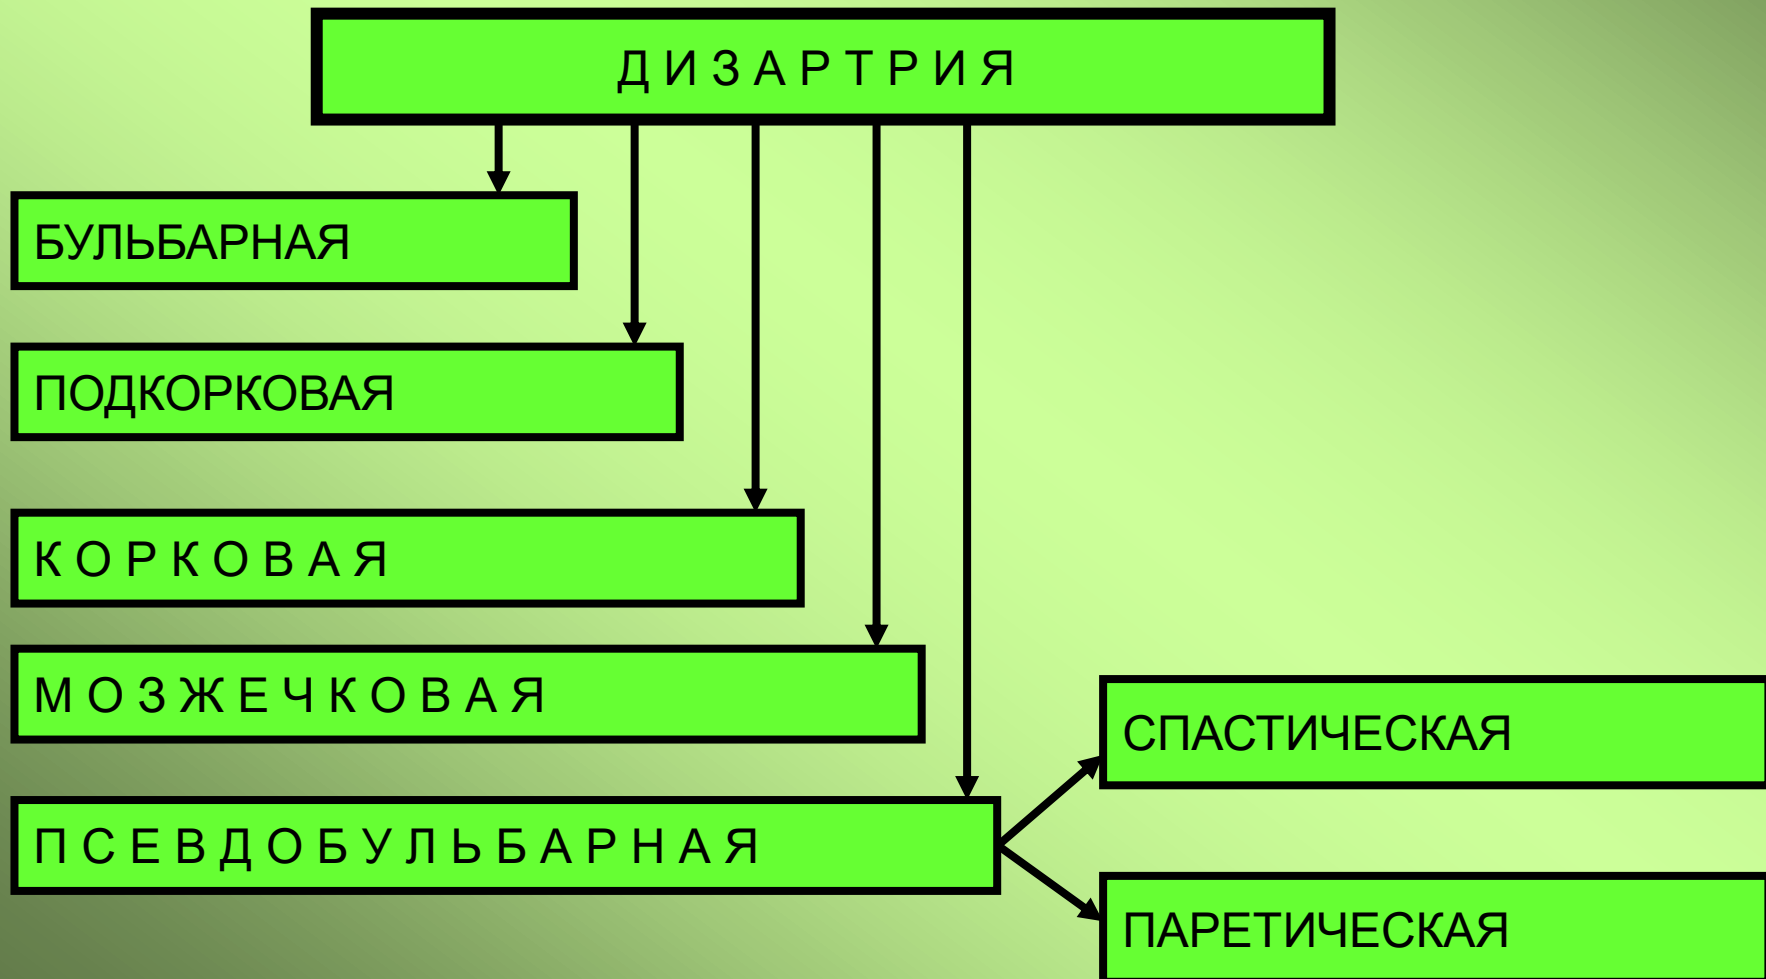 Д И З А Р Т Р И Я
БУЛЬБАРНАЯ
ПОДКОРКОВАЯ
К О Р К О В А Я
М О З Ж Е Ч К О В А Я
П С Е В Д О Б У Л Ь Б А Р Н А Я
СПАСТИЧЕСКАЯ
ПАРЕТИЧЕСКАЯ